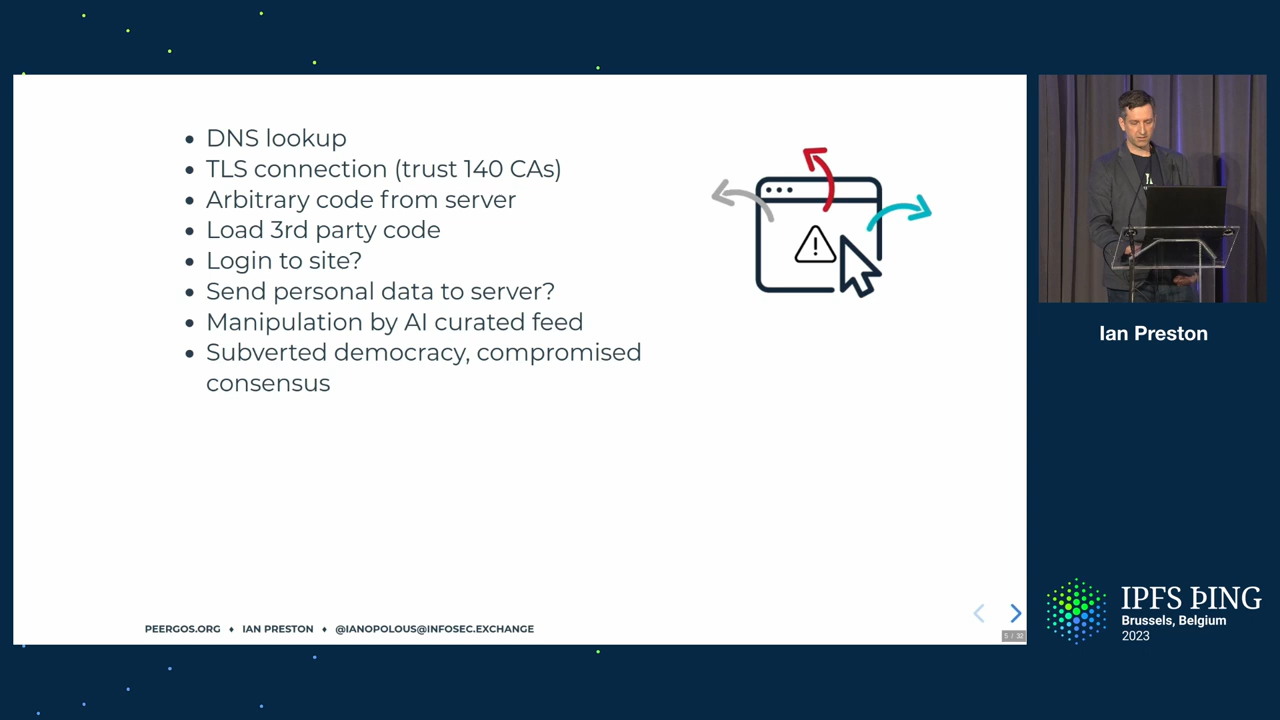 DNS lookup
TLS connection (trust 140 CAs)
Arbitrary code from server
Load 3rd party code
Login to site?
Send personal data to server?
Manipulation by AI curated feed
Subverted democracy, compromised
consensus
PEERGOS.ORG ♦ IAN PRESTON ♦ @IANOPOLOUS@INFOSEC.EXCHANGE
5 / 32
Ian Preston
IPFS ÞING
Brussels, Belgium
2023